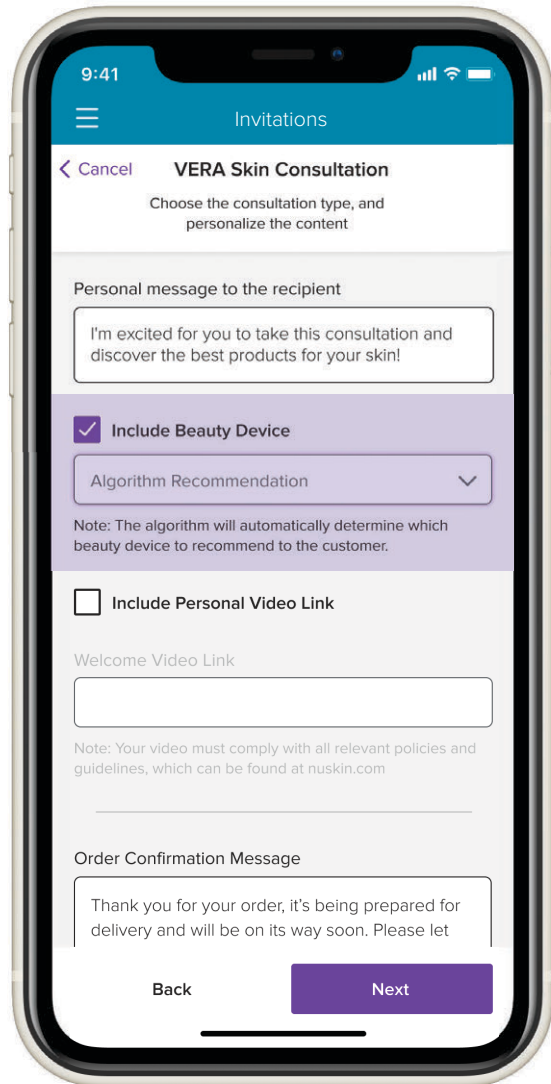 9:41
Invitations
Cancel
VERA Skin Consultation
Choose the consultation type, and
personalize the content
Personal message to the recipient
I'm excited for you to take this consultation and
discover the best products for your skin!
Include Beauty Device
Algorithm Recommendation
Note: The algorithm will automatically determine which
beauty device to recommend to the customer.
Include Personal Video Link
Welcome Video Link
Note: Your video must comply with all relevant policies and
guidelines, which can be found at nuskin.com
Order Confirmation Message
Thank you for your order, it’s being prepared for
delivery and will be on its way soon. Please let
Back
Next